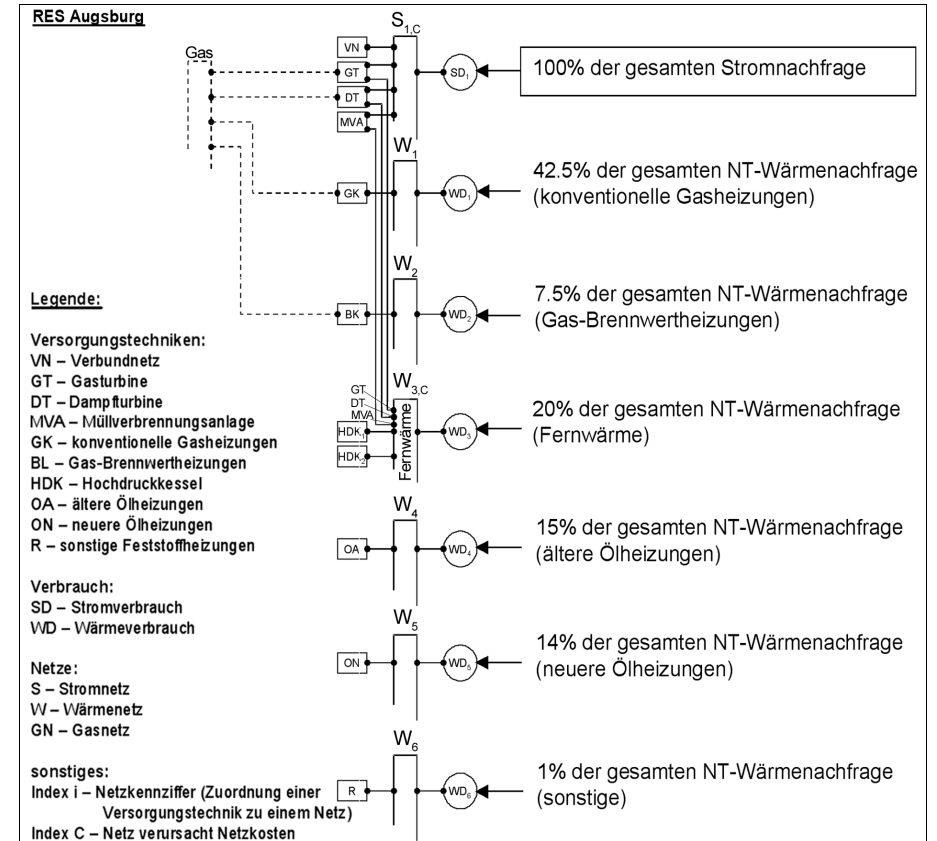 RES Augsburg
Gas
S1,C
VN
GT
DT
MVA
SD1
100% der gesamten Stromnachfrage
W1
GK
WD1
42.5% der gesamten NT-Wärmenachfrage
(konventionelle Gasheizungen)
W2
BK
WD2
7.5% der gesamten NT-Wärmenachfrage
(Gas-Brennwertheizungen)
W3,C
GT
DT
MVA
HDK1
HDK2
Fernwärme
WD3
20% der gesamten NT-Wärmenachfrage
(Fernwärme)
W4
OA
WD4
15% der gesamten NT-Wärmenachfrage
(ältere Ölheizungen)
W5
ON
WD5
14% der gesamten NT-Wärmenachfrage
(neuere Ölheizungen)
W6
R
WD6
1% der gesamten NT-Wärmenachfrage
(sonstige)
Legende:
Versorgungstechniken:
VN – Verbundnetz
GT – Gasturbine
DT – Dampfturbine
MVA – Müllverbrennungsanlage
GK – konventionelle Gasheizungen
BL – Gas-Brennwertheizungen
HDK – Hochdruckkessel
OA – ältere Ölheizungen
ON – neuere Ölheizungen
R – sonstige Feststoffheizungen
Verbrauch:
SD – Stromverbrauch
WD – Wärmeverbrauch
Netze:
S – Stromnetz
W – Wärmenetz
GN – Gasnetz
sonstiges:
Index i – Netzkennziffer (Zuordnung einer
Versorgungstechnik zu einem Netz)
Index C – Netz verursacht Netzkosten